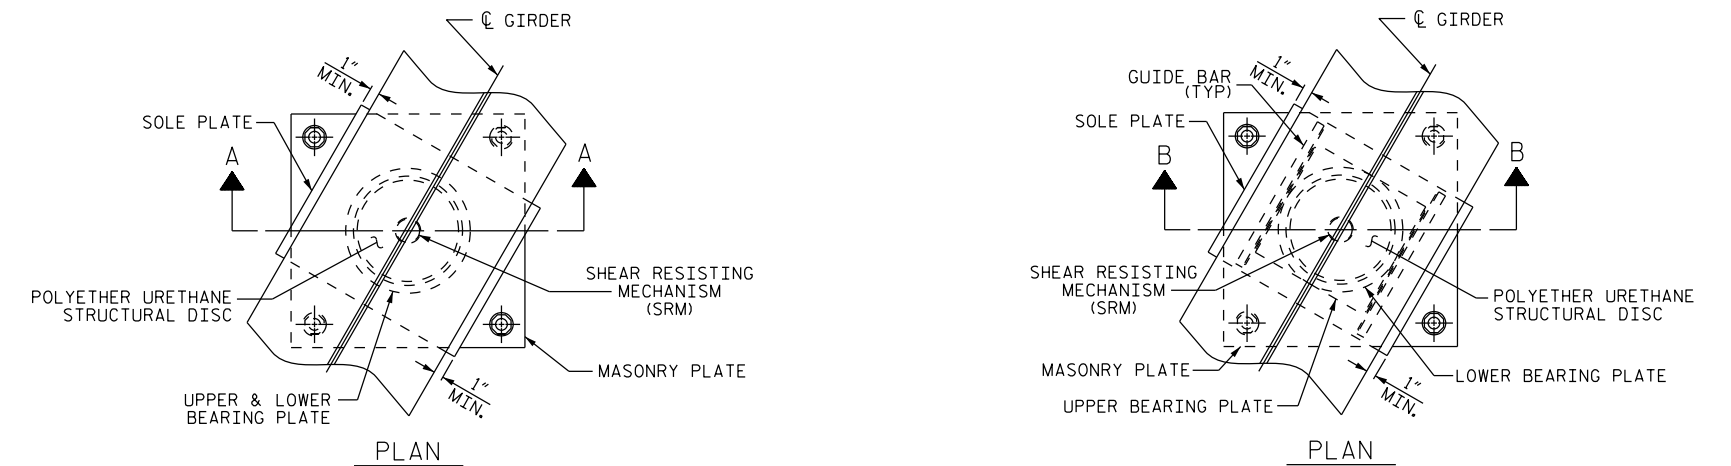 ℄ GIRDER
1"
MIN.
SOLE PLATE
A
A
SHEAR RESISTING
MECHANISM
(SRM)
POLYETHER URETHANE
STRUCTURAL DISC
MASONRY PLATE
1"
MIN.
UPPER & LOWER
BEARING PLATE
PLAN
℄ GIRDER
1"
MIN.
GUIDE BAR
(TYP)
SOLE PLATE
B
B
SHEAR RESISTING
MECHANISM
(SRM)
POLYETHER URETHANE
STRUCTURAL DISC
MASONRY PLATE
LOWER BEARING PLATE
1"
MIN.
UPPER BEARING PLATE
PLAN